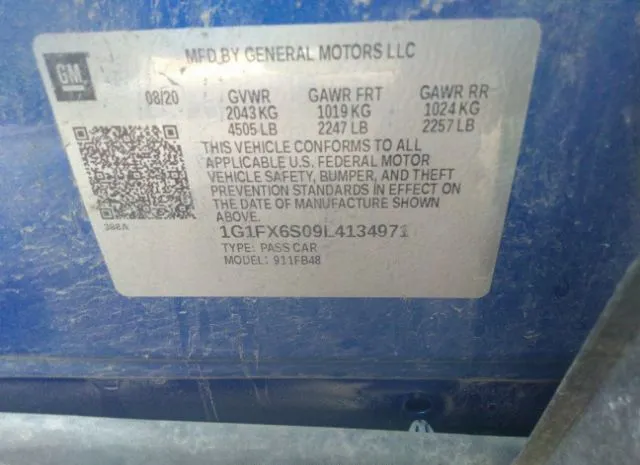 GM
MFD BY GENERAL MOTORS LLC
08/20 GVWR GAWR FRT GAWR RR
2043 KG 1019 KG 1024 KG
4505 LB 2247 LB 2257 LB
THIS VEHICLE CONFORMS TO ALL
APPLICABLE U.S. FEDERAL MOTOR
VEHICLE SAFETY, BUMPER, AND THEFT
PREVENTION STANDARDS IN EFFECT ON
THE DATE OF MANUFACTURE SHOWN
ABOVE.
388A
1G1FX6S09L4134971
TYPE: PASS CAR
MODEL: 911FB48